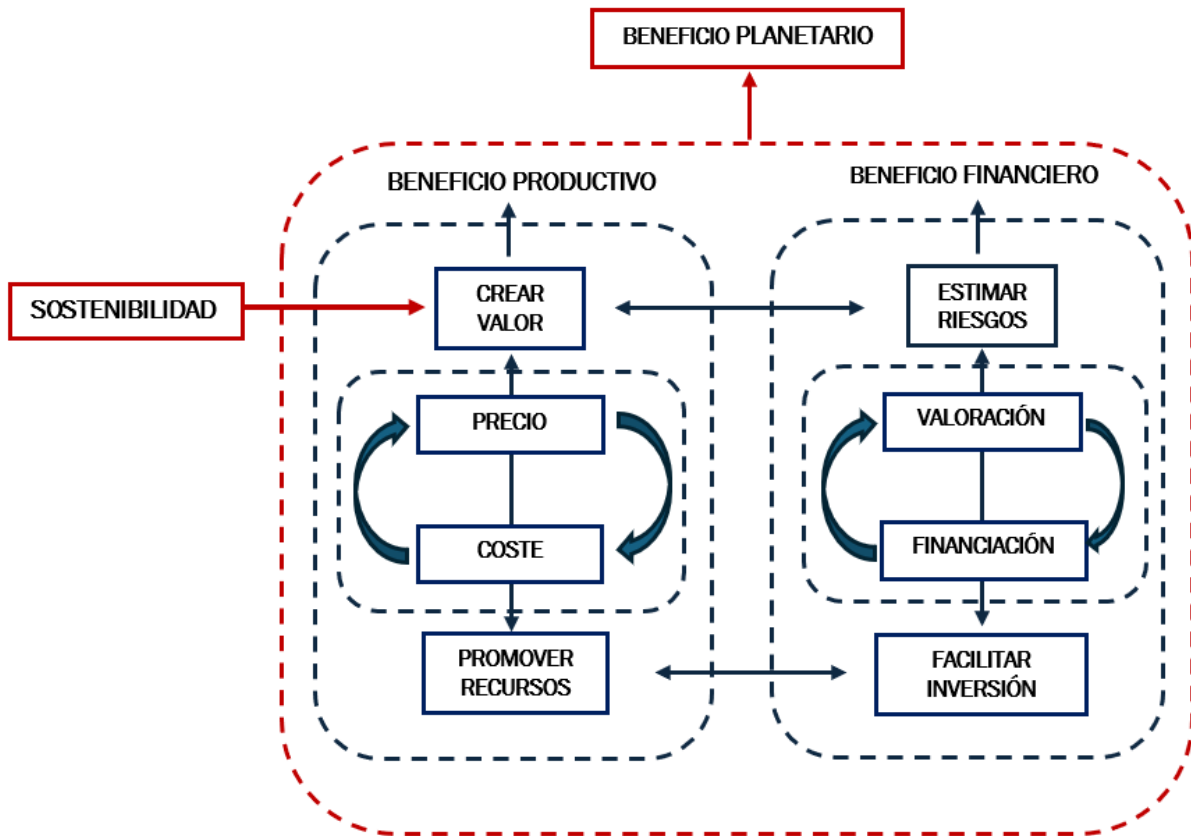 BENEFICIO PLANETARIO
BENEFICIO PRODUCTIVO
BENEFICIO FINANCIERO
SOSTENIBILIDAD
CREAR
VALOR
ESTIMAR
RIESGOS
PRECIO
VALORACIÓN
COSTE
FINANCIACIÓN
PROMOVER
RECURSOS
FACILITAR
INVERSIÓN